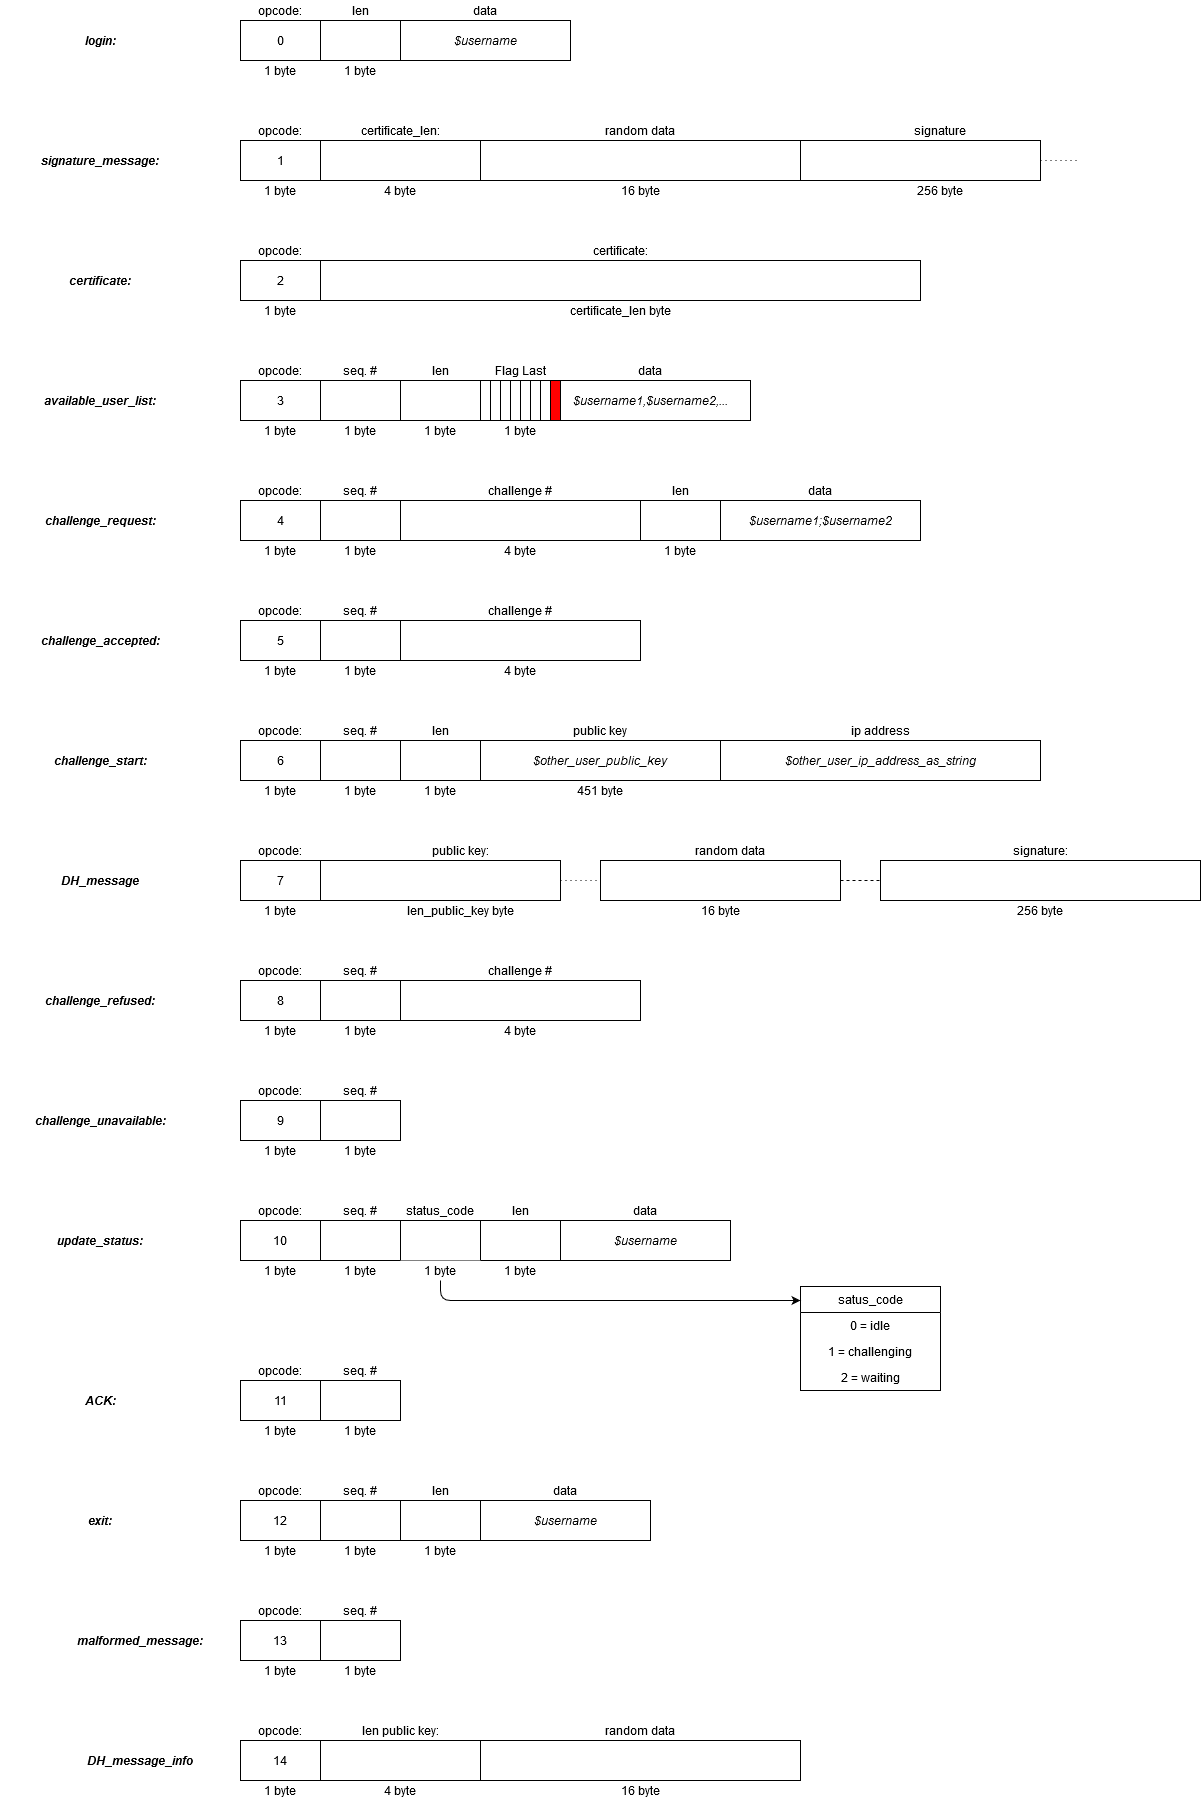 opcode: len data
login: 0 $username
1 byte 1 byte
opcode: certificate_len: random data signature
signature_message: 1
1 byte 4 byte 16 byte 256 byte
opcode: certificate:
certificate: 2
1 byte certificate_len byte
opcode: seq. # len Flag Last data
available_user_list: 3 $username1,$username2,...
1 byte 1 byte 1 byte 1 byte
opcode: seq. # challenge # len data
challenge_request: 4 $username1;$username2
1 byte 1 byte 4 byte 1 byte
opcode: seq. # challenge #
challenge_accepted: 5
1 byte 1 byte 4 byte
opcode: seq. # len public key ip address
challenge_start: 6 $other_user_public_key $other_user_ip_address_as_string
1 byte 1 byte 1 byte 451 byte
opcode: public key: random data signature:
DH_message 7
1 byte len_public_key byte 16 byte 256 byte
opcode: seq. # challenge #
challenge_refused: 8
1 byte 1 byte 4 byte
opcode: seq. #
challenge_unavailable: 9
1 byte 1 byte
opcode: seq. # status_code len data
update_status: 10 $username
1 byte 1 byte 1 byte 1 byte
satus_code
0 = idle
1 = challenging
2 = waiting
opcode: seq. #
ACK: 11
1 byte 1 byte
opcode: seq. # len data
exit: 12 $username
1 byte 1 byte 1 byte
opcode: seq. #
malformed_message: 13
1 byte 1 byte
opcode: len public key: random data
DH_message_info 14
1 byte 4 byte 16 byte